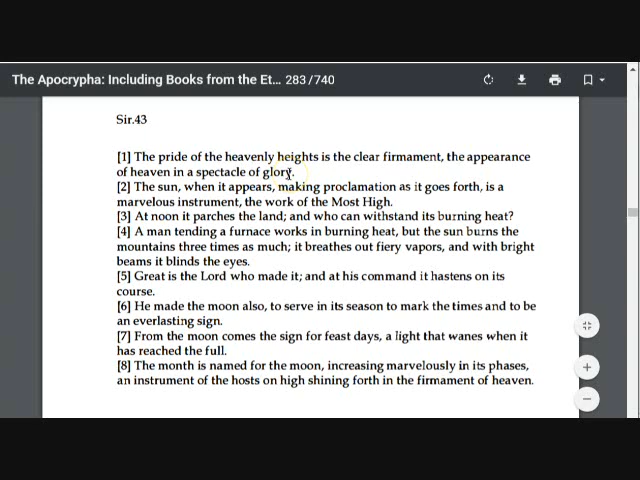 The Apocrypha: Including Books from the Et... 283 / 740
Sir.43
[1] The pride of the heavenly heights is the clear firmament, the appearance
of heaven in a spectacle of glory.
[2] The sun, when it appears, making proclamation as it goes forth, is a
marvelous instrument, the work of the Most High.
[3] At noon it parches the land; and who can withstand its burning heat?
[4] A man tending a furnace works in burning heat, but the sun burns the
mountains three times as much; it breathes out fiery vapors, and with bright
beams it blinds the eyes.
[5] Great is the Lord who made it; and at his command it hastens on its
course.
[6] He made the moon also, to serve in its season to mark the times and to be
an everlasting sign.
[7] From the moon comes the sign for feast days, a light that wanes when it
has reached the full.
[8] The month is named for the moon, increasing marvelously in its phases,
an instrument of the hosts on high shining forth in the firmament of heaven.